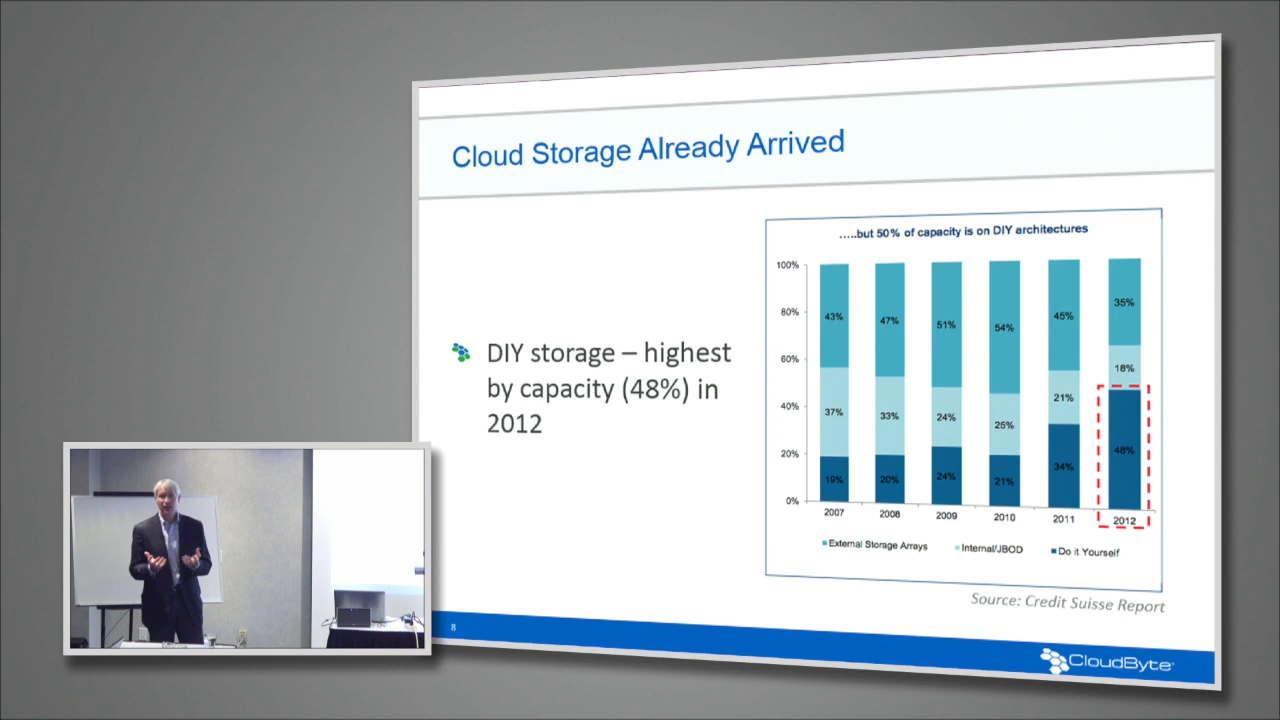 Cloud Storage Already Arrived
DIY storage – highest
by capacity (48%) in
2012
.....but 50% of capacity is on DIY architectures
100%
80%
60%
40%
20%
0%
43% 47% 51% 54% 45% 35%
37% 33% 24% 25% 21% 18%
19% 20% 24% 21% 34% 48%
2007 2008 2009 2010 2011 2012
External Storage Arrays Internal/JBOD Do it Yourself
Source: Credit Suisse Report
8
CloudByte